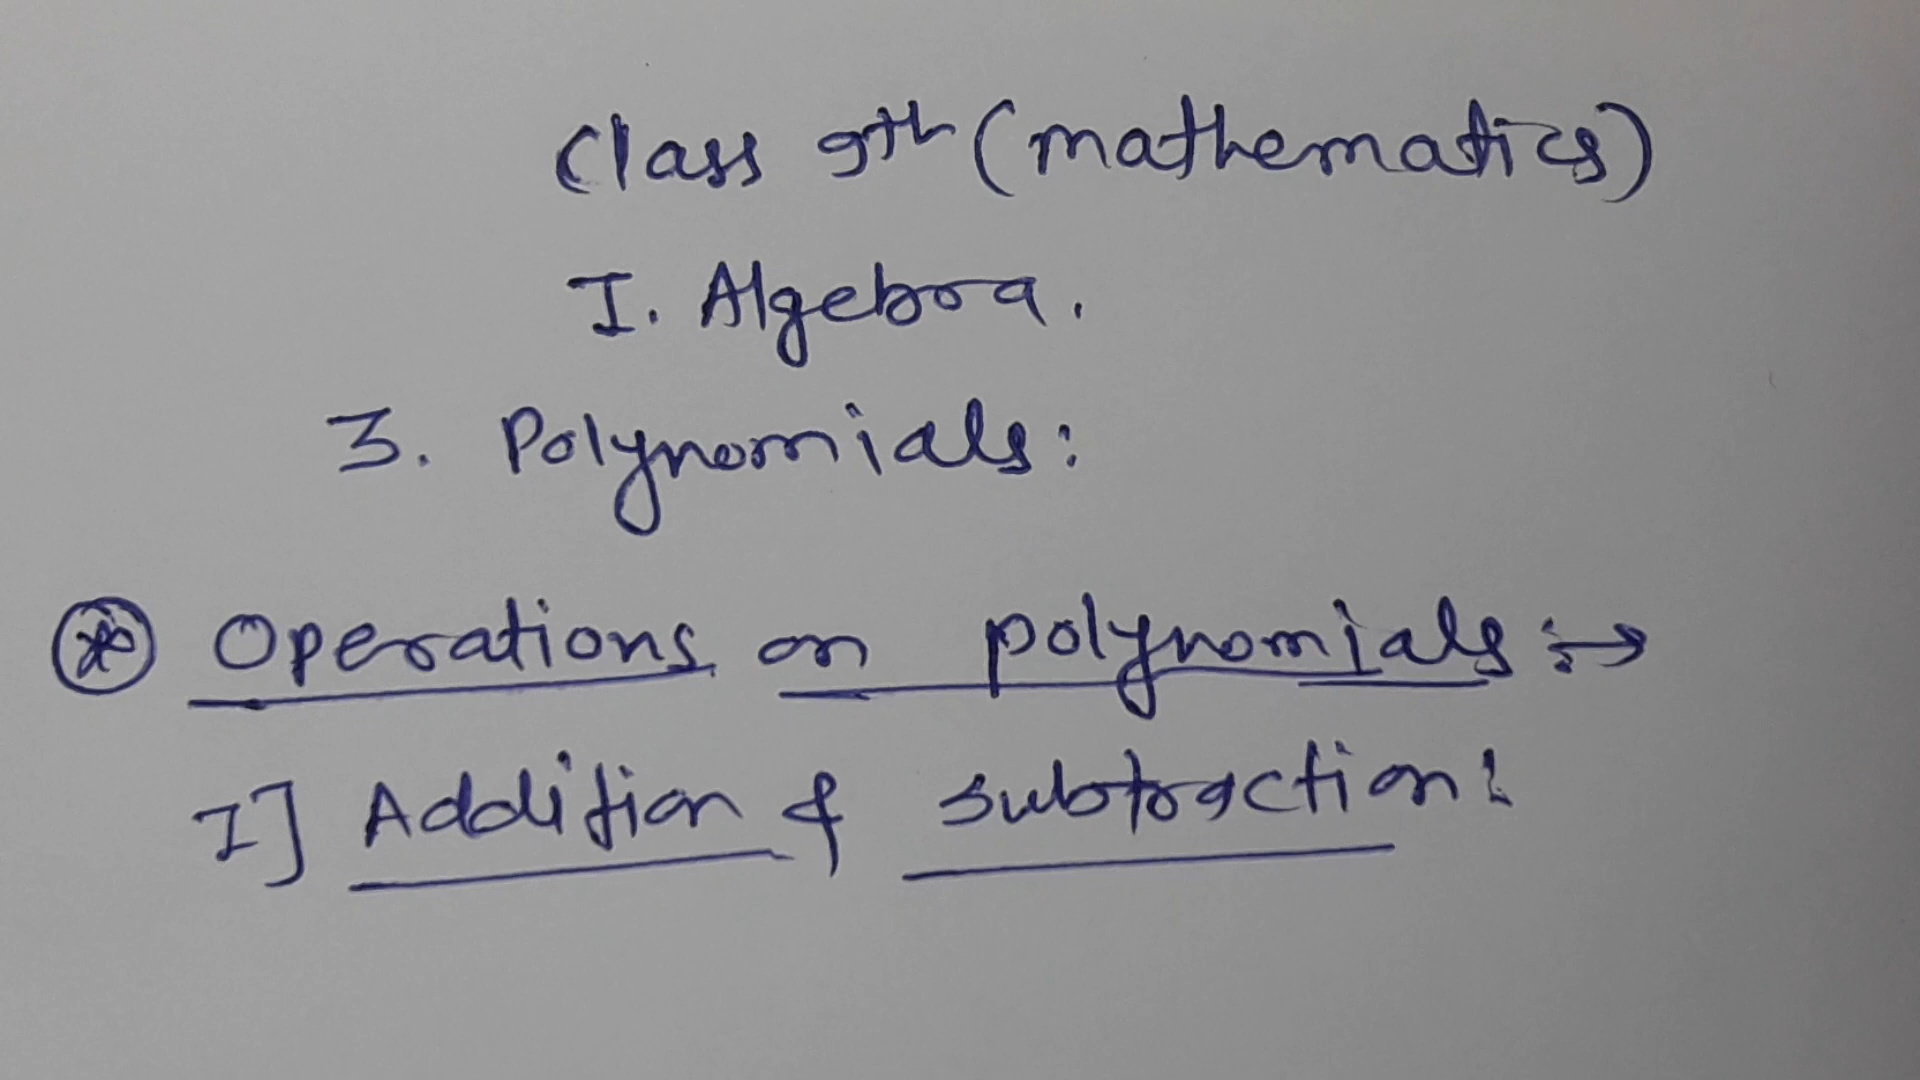 Class 9th (mathematics)
I. Algebra.
3. Polynomials:
* Operations on polynomials :→
I] Addition & subtraction: